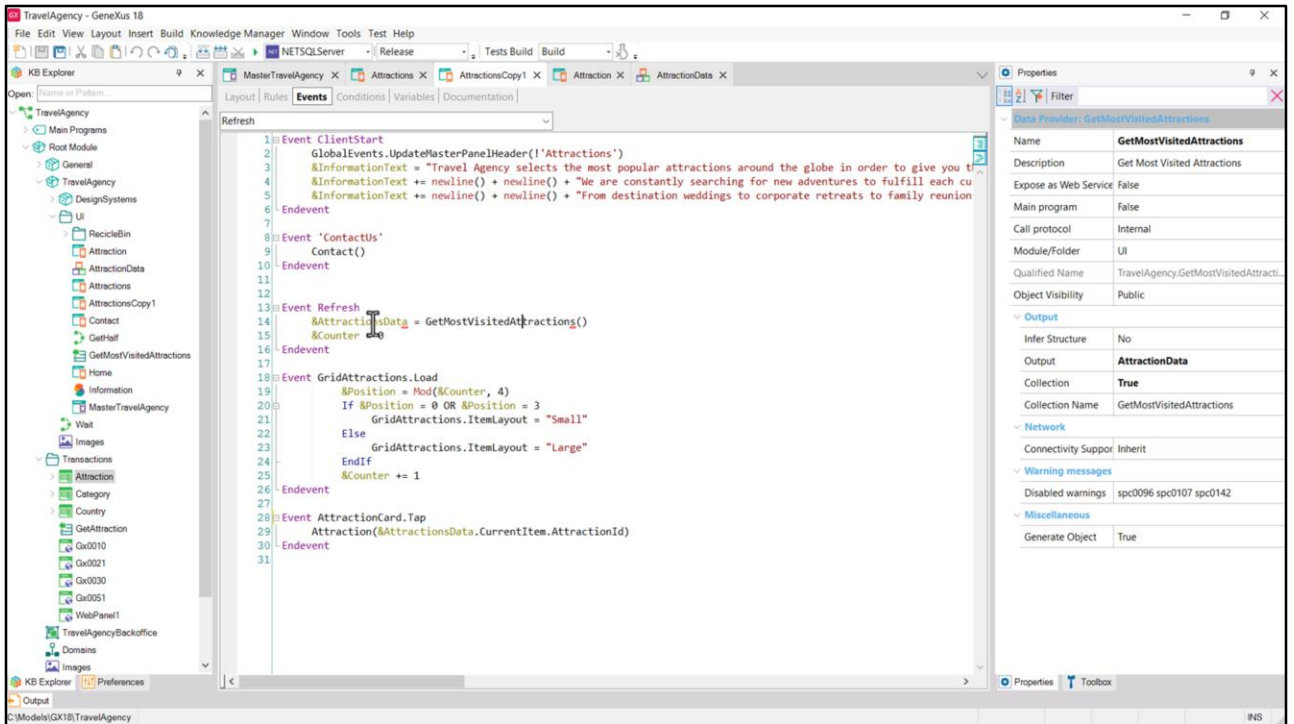 TravelAgency - GeneXus 18
File Edit View Layout Insert Build Knowledge Manager Window Tools Test Help
NETSQLServer Release Tests Build Build
KB Explorer
Open: Name or Pattern...
TravelAgency
Main Programs
Root Module
General
TravelAgency
DesignSystems
UI
RecicleBin
Attraction
AttractionData
Attractions
AttractionsCopy1
Contact
GetHalf
GetMostVisitedAttractions
Home
Information
MasterTravelAgency
Wait
Images
Transactions
Attraction
Category
Country
GetAttraction
Gx0010
Gx0021
Gx0030
Gx0051
WebPanel1
TravelAgencyBackoffice
Domains
Images
KB Explorer Preferences
Output
C:\Models\GX18\TravelAgency
MasterTravelAgency X Attractions X AttractionsCopy1 X Attraction X AttractionData X
Layout | Rules | Events | Conditions | Variables | Documentation |
Refresh
1 Event ClientStart
2 GlobalEvents.UpdateMasterPanelHeader(!'Attractions')
3 &InformationText = "Travel Agency selects the most popular attractions around the globe in order to give you t
4 &InformationText += newline() + newline() + "We are constantly searching for new adventures to fulfill each cu
5 &InformationText += newline() + newline() + "From destination weddings to corporate retreats to family reunion
6 Endevent
7
8 Event 'ContactUs'
9 Contact()
10 Endevent
11
12
13 Event Refresh
14 &AttractionsData = GetMostVisitedAttractions()
15 &Counter = 0
16 Endevent
17
18 Event GridAttractions.Load
19 &Position = Mod(&Counter, 4)
20 If &Position = 0 OR &Position = 3
21 GridAttractions.ItemLayout = "Small"
22 Else
23 GridAttractions.ItemLayout = "Large"
24 EndIf
25 &Counter += 1
26 Endevent
27
28 Event AttractionCard.Tap
29 Attraction(&AttractionsData.CurrentItem.AttractionId)
30 Endevent
31
Properties
Filter
Data Provider: GetMostVisitedAttractions
Name GetMostVisitedAttractions
Description Get Most Visited Attractions
Expose as Web Service False
Main program False
Call protocol Internal
Module/Folder UI
Qualified Name TravelAgency.GetMostVisitedAttracti...
Object Visibility Public
Output
Infer Structure No
Output AttractionData
Collection True
Collection Name GetMostVisitedAttractions
Network
Connectivity Suppor Inherit
Warning messages
Disabled warnings spc0096 spc0107 spc0142
Miscellaneous
Generate Object True
Properties Toolbox
INS